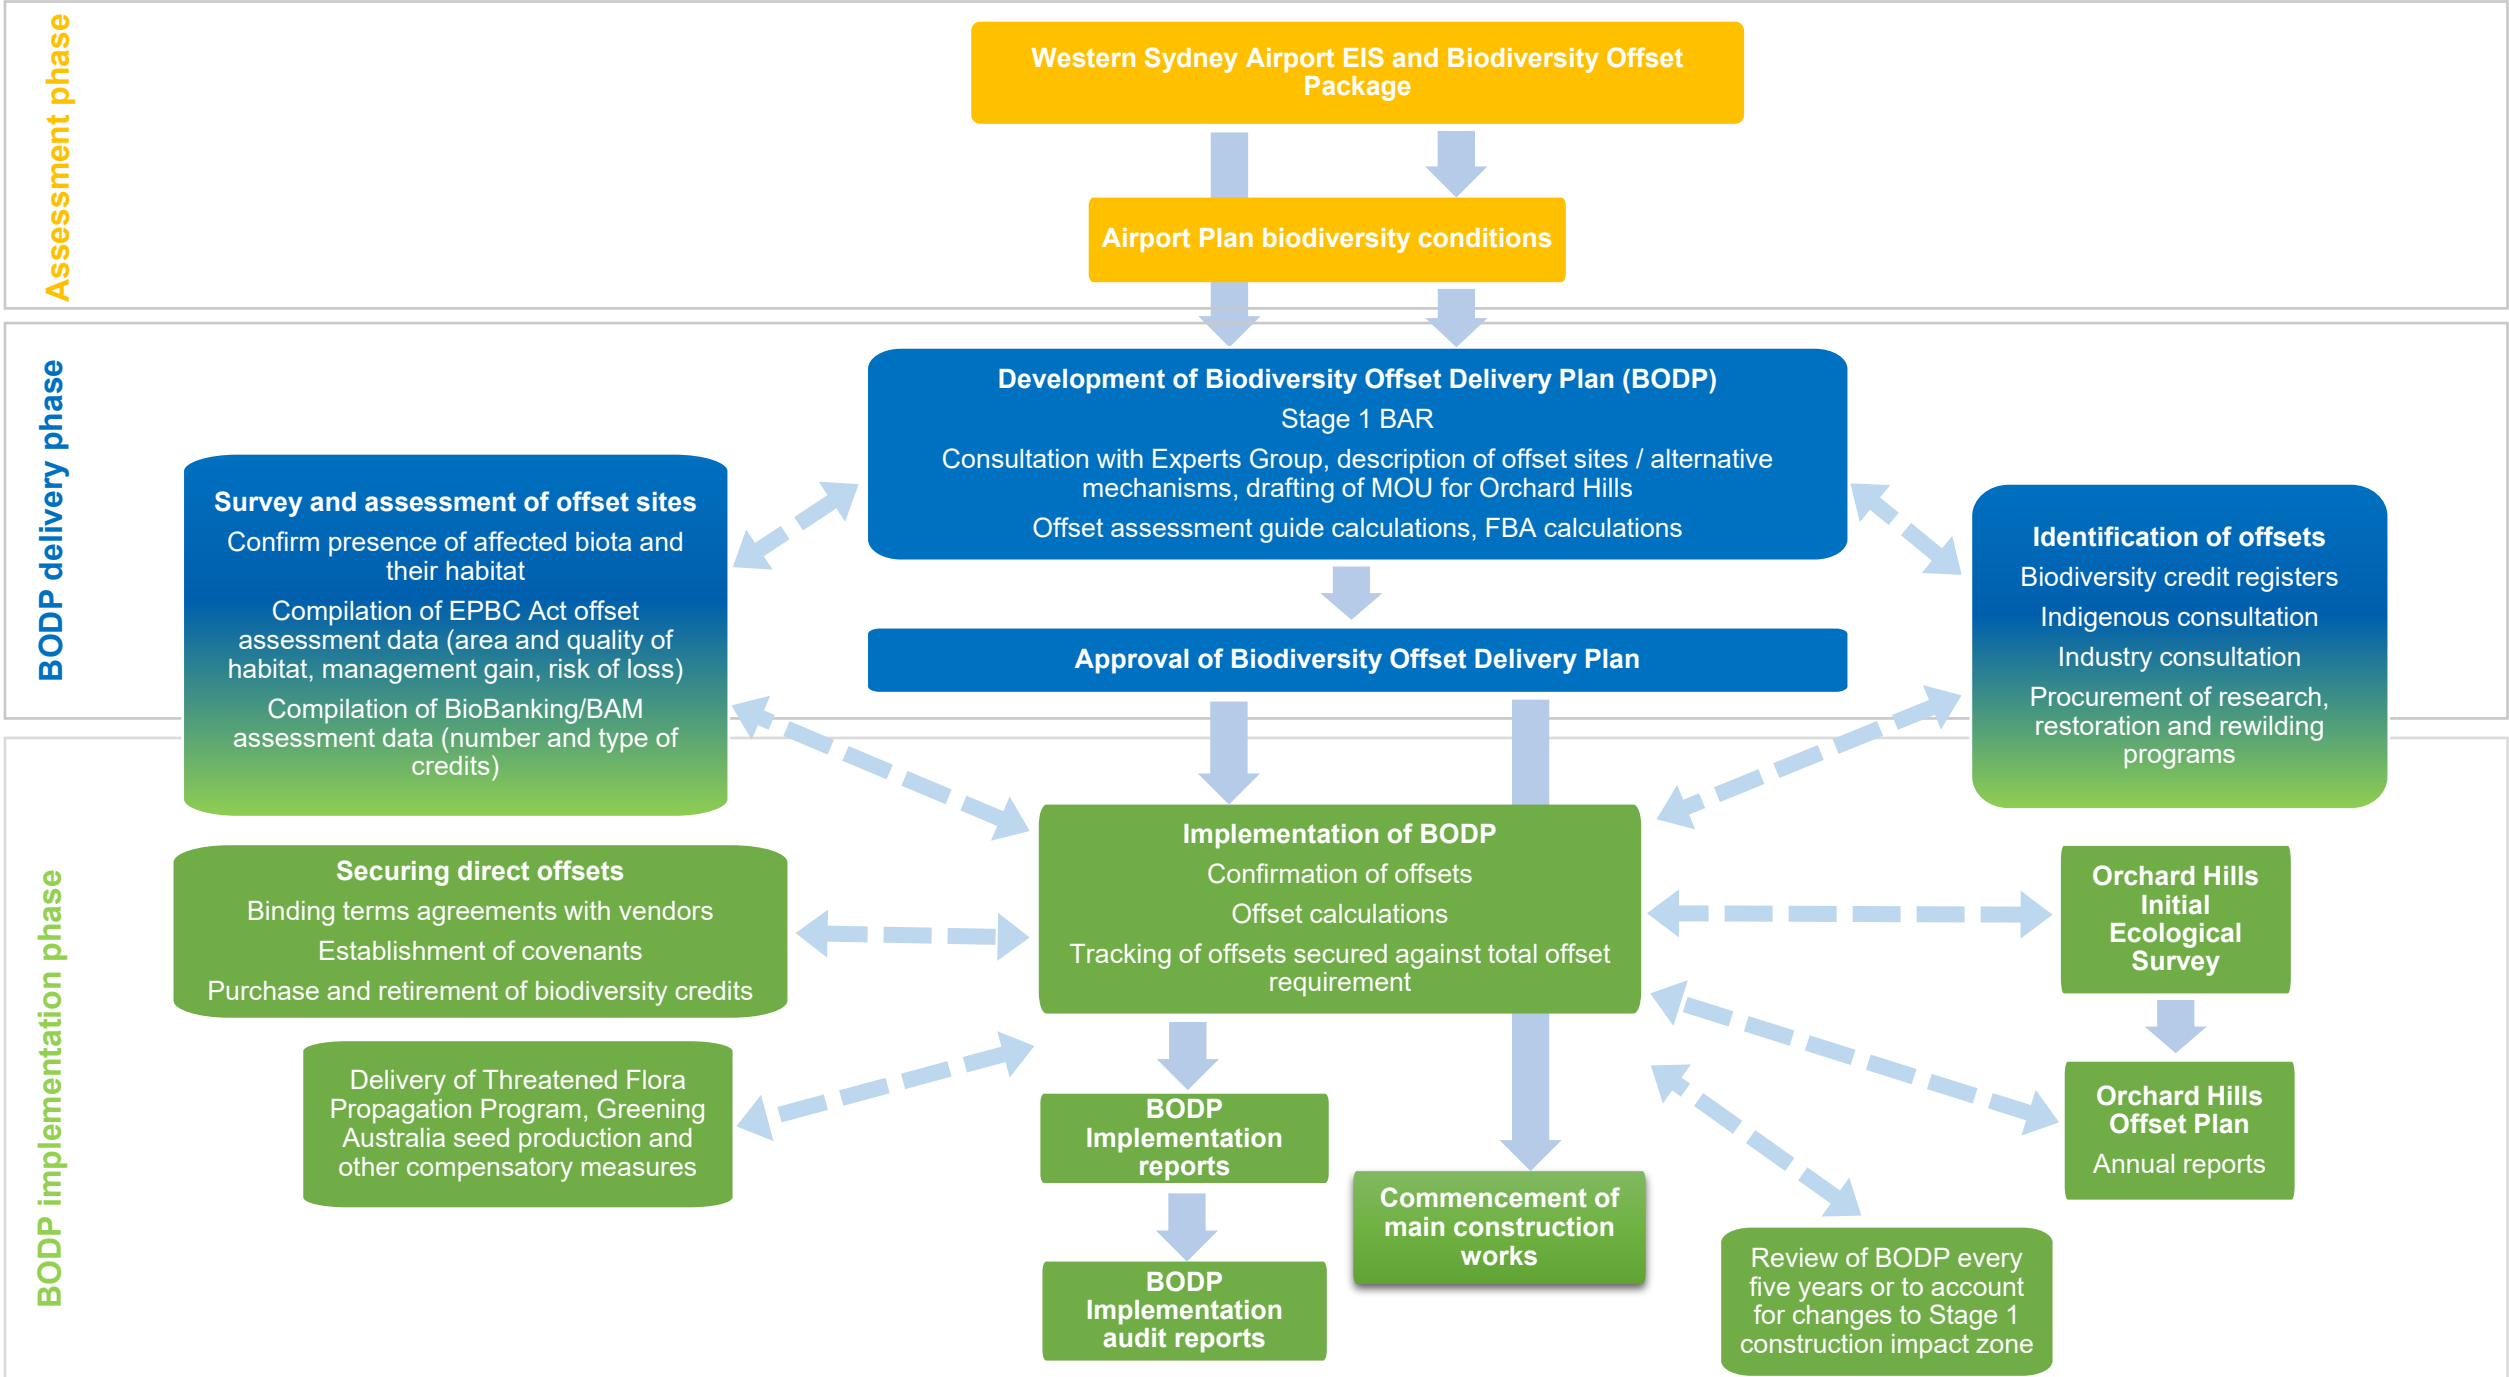 Assessment phase
Western Sydney Airport EIS and Biodiversity Offset
Package
Airport Plan biodiversity conditions
BODP delivery phase
Development of Biodiversity Offset Delivery Plan (BODP)
Stage 1 BAR
Consultation with Experts Group, description of offset sites / alternative
mechanisms, drafting of MOU for Orchard Hills
Offset assessment guide calculations, FBA calculations
Survey and assessment of offset sites
Confirm presence of affected biota and
their habitat
Compilation of EPBC Act offset
assessment data (area and quality of
habitat, management gain, risk of loss)
Compilation of BioBanking/BAM
assessment data (number and type of
credits)
Identification of offsets
Biodiversity credit registers
Indigenous consultation
Industry consultation
Procurement of research,
restoration and rewilding
programs
Approval of Biodiversity Offset Delivery Plan
BODP implementation phase
Implementation of BODP
Confirmation of offsets
Offset calculations
Tracking of offsets secured against total offset
requirement
Securing direct offsets
Binding terms agreements with vendors
Establishment of covenants
Purchase and retirement of biodiversity credits
Orchard Hills
Initial
Ecological
Survey
Delivery of Threatened Flora
Propagation Program, Greening
Australia seed production and
other compensatory measures
BODP
Implementation
reports
Orchard Hills
Offset Plan
Annual reports
Commencement of
main construction
works
BODP
Implementation
audit reports
Review of BODP every
five years or to account
for changes to Stage 1
construction impact zone